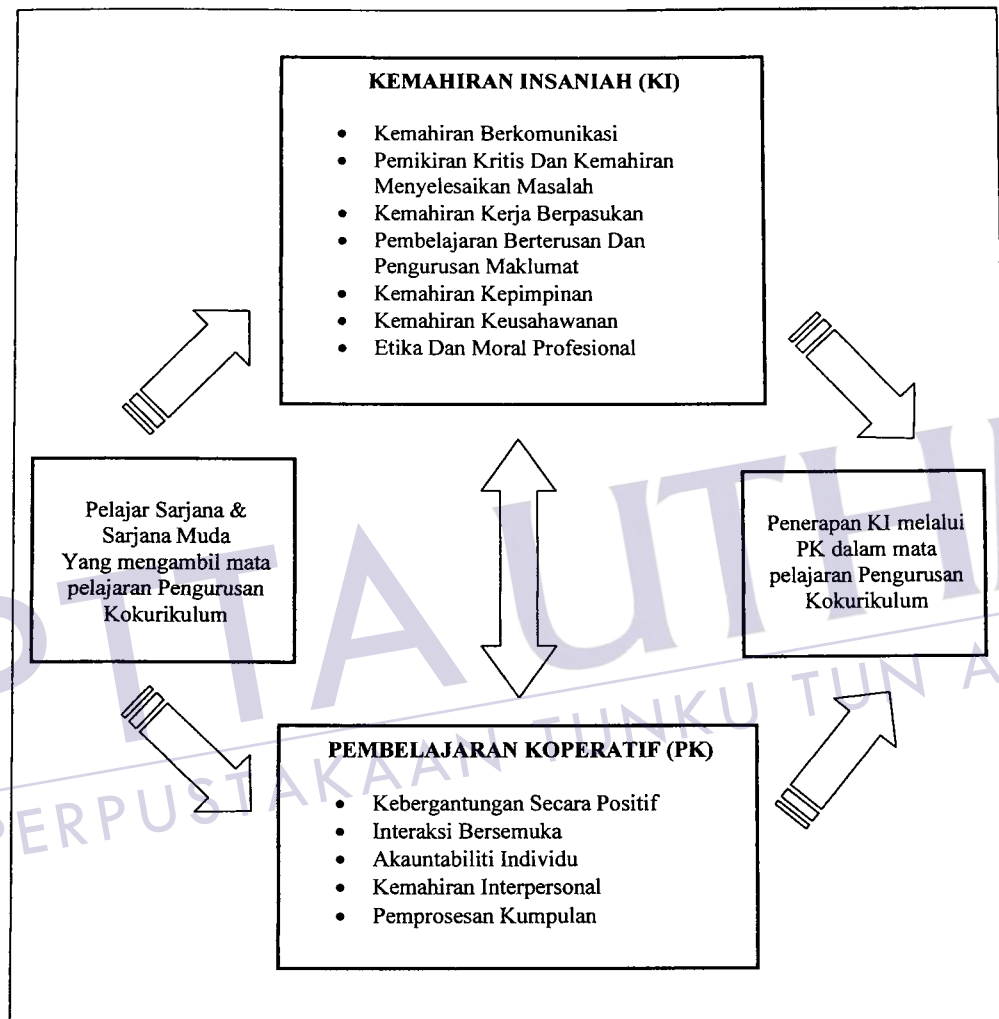 KEMAHIRAN INSANIAH (KI)
• Kemahiran Berkomunikasi
• Pemikiran Kritis Dan Kemahiran
Menyelesaikan Masalah
• Kemahiran Kerja Berpasukan
• Pembelajaran Berterusan Dan
Pengurusan Maklumat
• Kemahiran Kepimpinan
• Kemahiran Keusahawanan
• Etika Dan Moral Profesional
Pelajar Sarjana &
Sarjana Muda
Yang mengambil mata
pelajaran Pengurusan
Kokurikulum
Penerapan KI melalui
PK dalam mata
pelajaran Pengurusan
Kokurikulum
PEMBELAJARAN KOPERATIF (PK)
• Kebergantungan Secara Positif
• Interaksi Bersemuka
• Akauntabiliti Individu
• Kemahiran Interpersonal
• Pemprosesan Kumpulan
PTTA UTH
PERPUSTAKAAN TUNKU TUN A